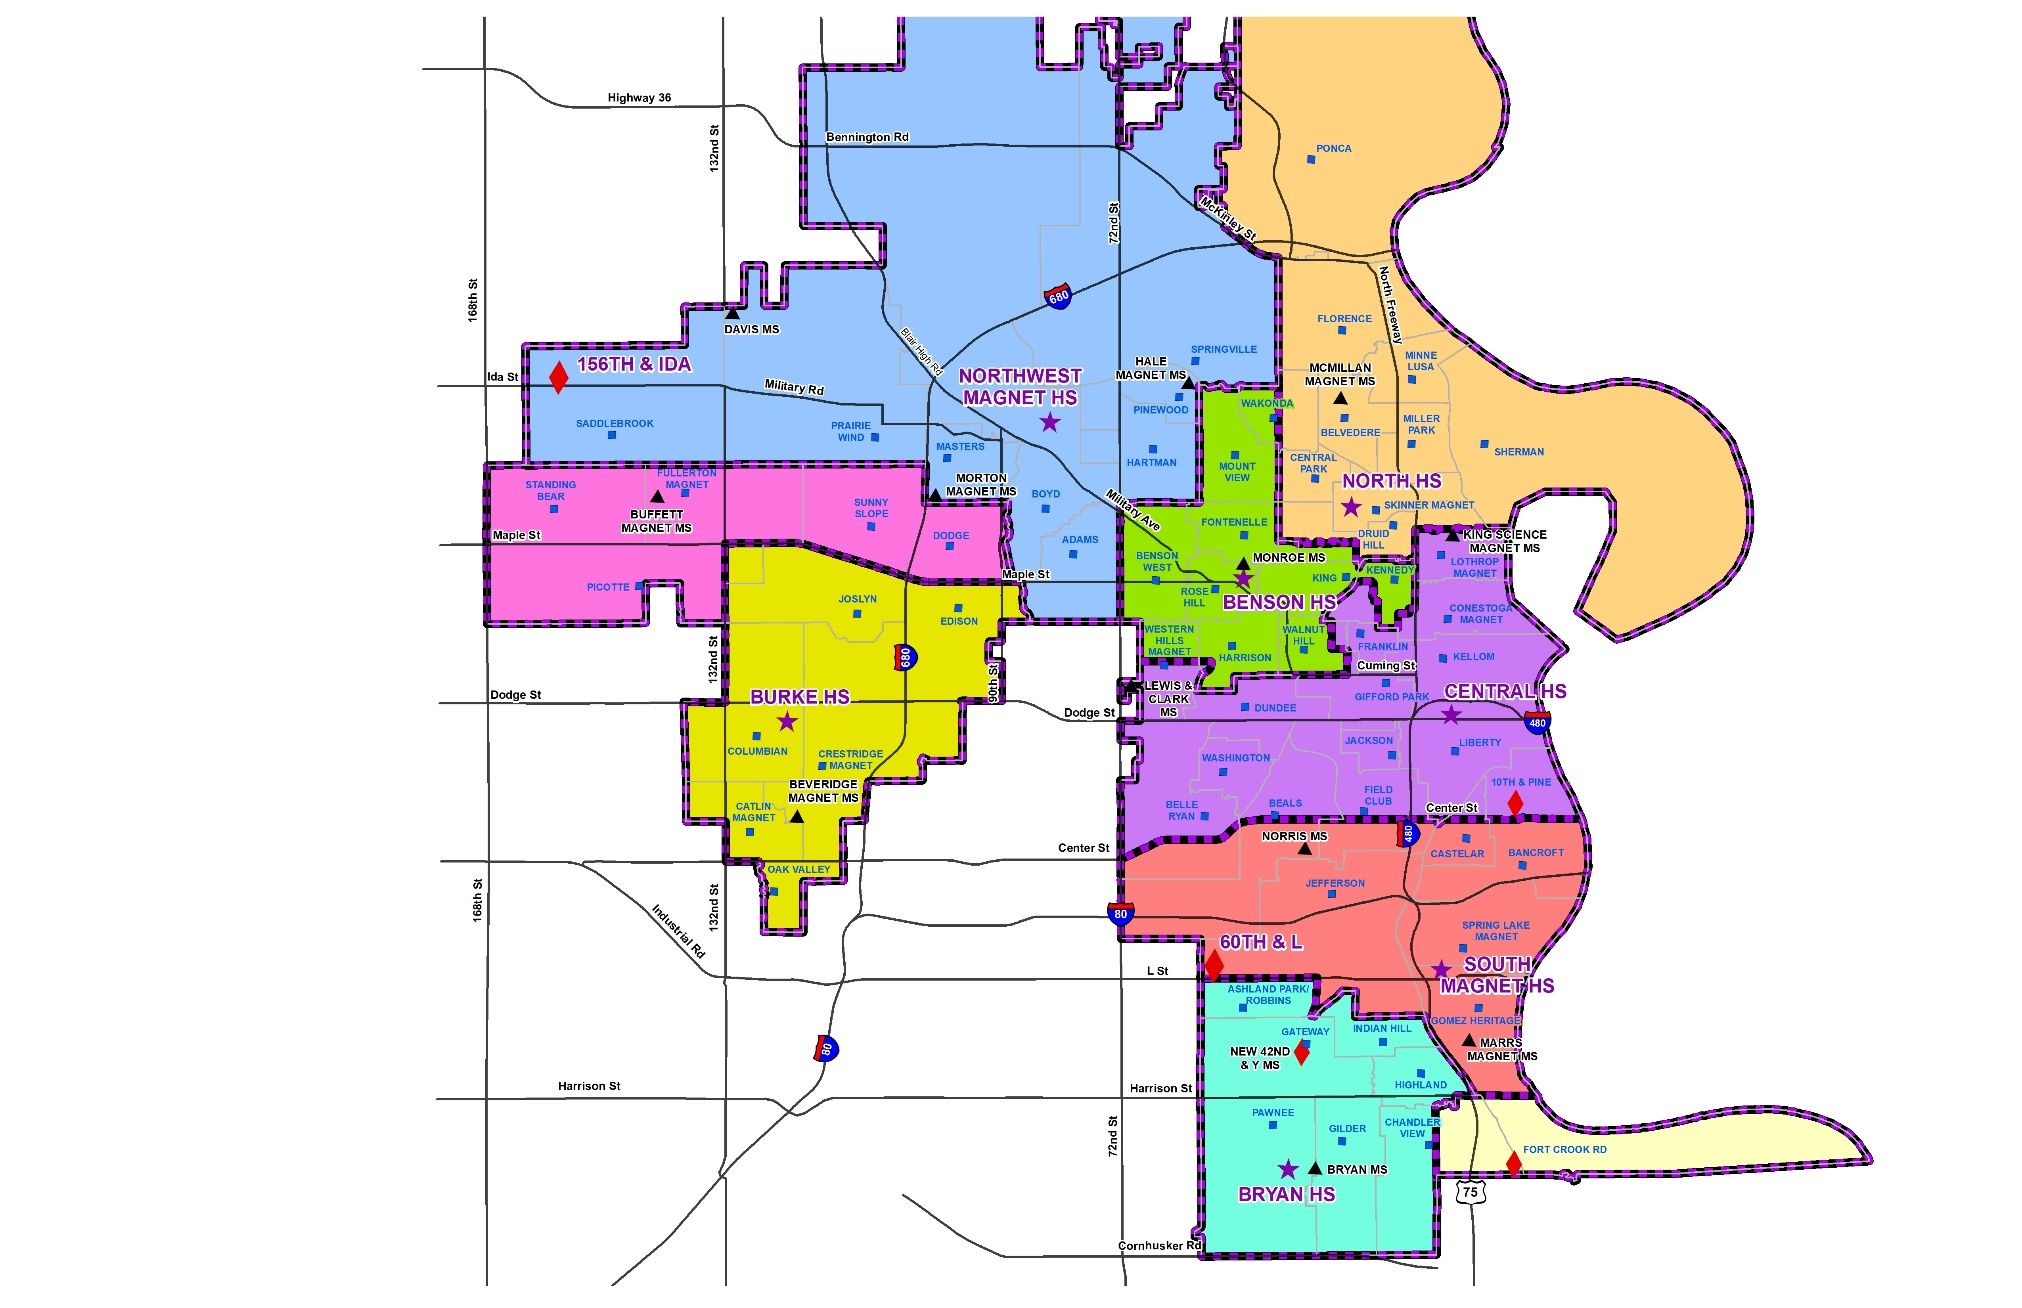 Highway 36
132nd St
Bennington Rd
PONCA
McKinley St
72nd St
168th St
680
North Freeway
DAVIS MS
FLORENCE
Blair High Rd
156TH & IDA
Ida St
Military Rd
NORTHWEST
MAGNET HS
HALE
MAGNET MS
SPRINGVILLE
PINEWOOD
MCMILLAN
MAGNET MS
MINNE
LUSA
WAKONDA
BELVEDERE
MILLER
PARK
SHERMAN
SADDLEBROOK
PRAIRIE
WIND
MASTERS
HARTMAN
MOUNT
VIEW
CENTRAL
PARK
NORTH HS
SKINNER MAGNET
DRUID
HILL
STANDING
BEAR
FULLERTON
MAGNET
BUFFETT
MAGNET MS
SUNNY
SLOPE
MORTON
MAGNET MS
BOYD
Military Ave
FONTENELLE
Maple St
DODGE
ADAMS
BENSON
WEST
MONROE MS
KING
KENNEDY
KING SCIENCE
MAGNET MS
LOTHROP
MAGNET
PICOTTE
Maple St
ROSE
HILL
BENSON HS
CONESTOGA
MAGNET
JOSLYN
EDISON
132nd St
680
90th St
WESTERN
HILLS
MAGNET
HARRISON
WALNUT
HILL
FRANKLIN
KELLOM
Cuming St
Dodge St
BURKE HS
Dodge St
LEWIS &
CLARK
MS
DUNDEE
GIFFORD PARK
CENTRAL HS
480
COLUMBIAN
CRESTRIDGE
MAGNET
WASHINGTON
JACKSON
LIBERTY
BEVERIDGE
MAGNET MS
CATLIN
MAGNET
BELLE
RYAN
BEALS
FIELD
CLUB
10TH & PINE
Center St
NORRIS MS
480
CASTELAR
BANCROFT
Center St
OAK VALLEY
168th St
132nd St
Industrial Rd
80
JEFFERSON
SPRING LAKE
MAGNET
60TH & L
L St
SOUTH
MAGNET HS
ASHLAND PARK/
ROBBINS
GOMEZ HERITAGE
GATEWAY
INDIAN HILL
NEW 42ND
& Y MS
MARRS
MAGNET MS
80
Harrison St
Harrison St
HIGHLAND
PAWNEE
GILDER
CHANDLER
VIEW
72nd St
FORT CROOK RD
BRYAN MS
BRYAN HS
75
Cornhusker Rd